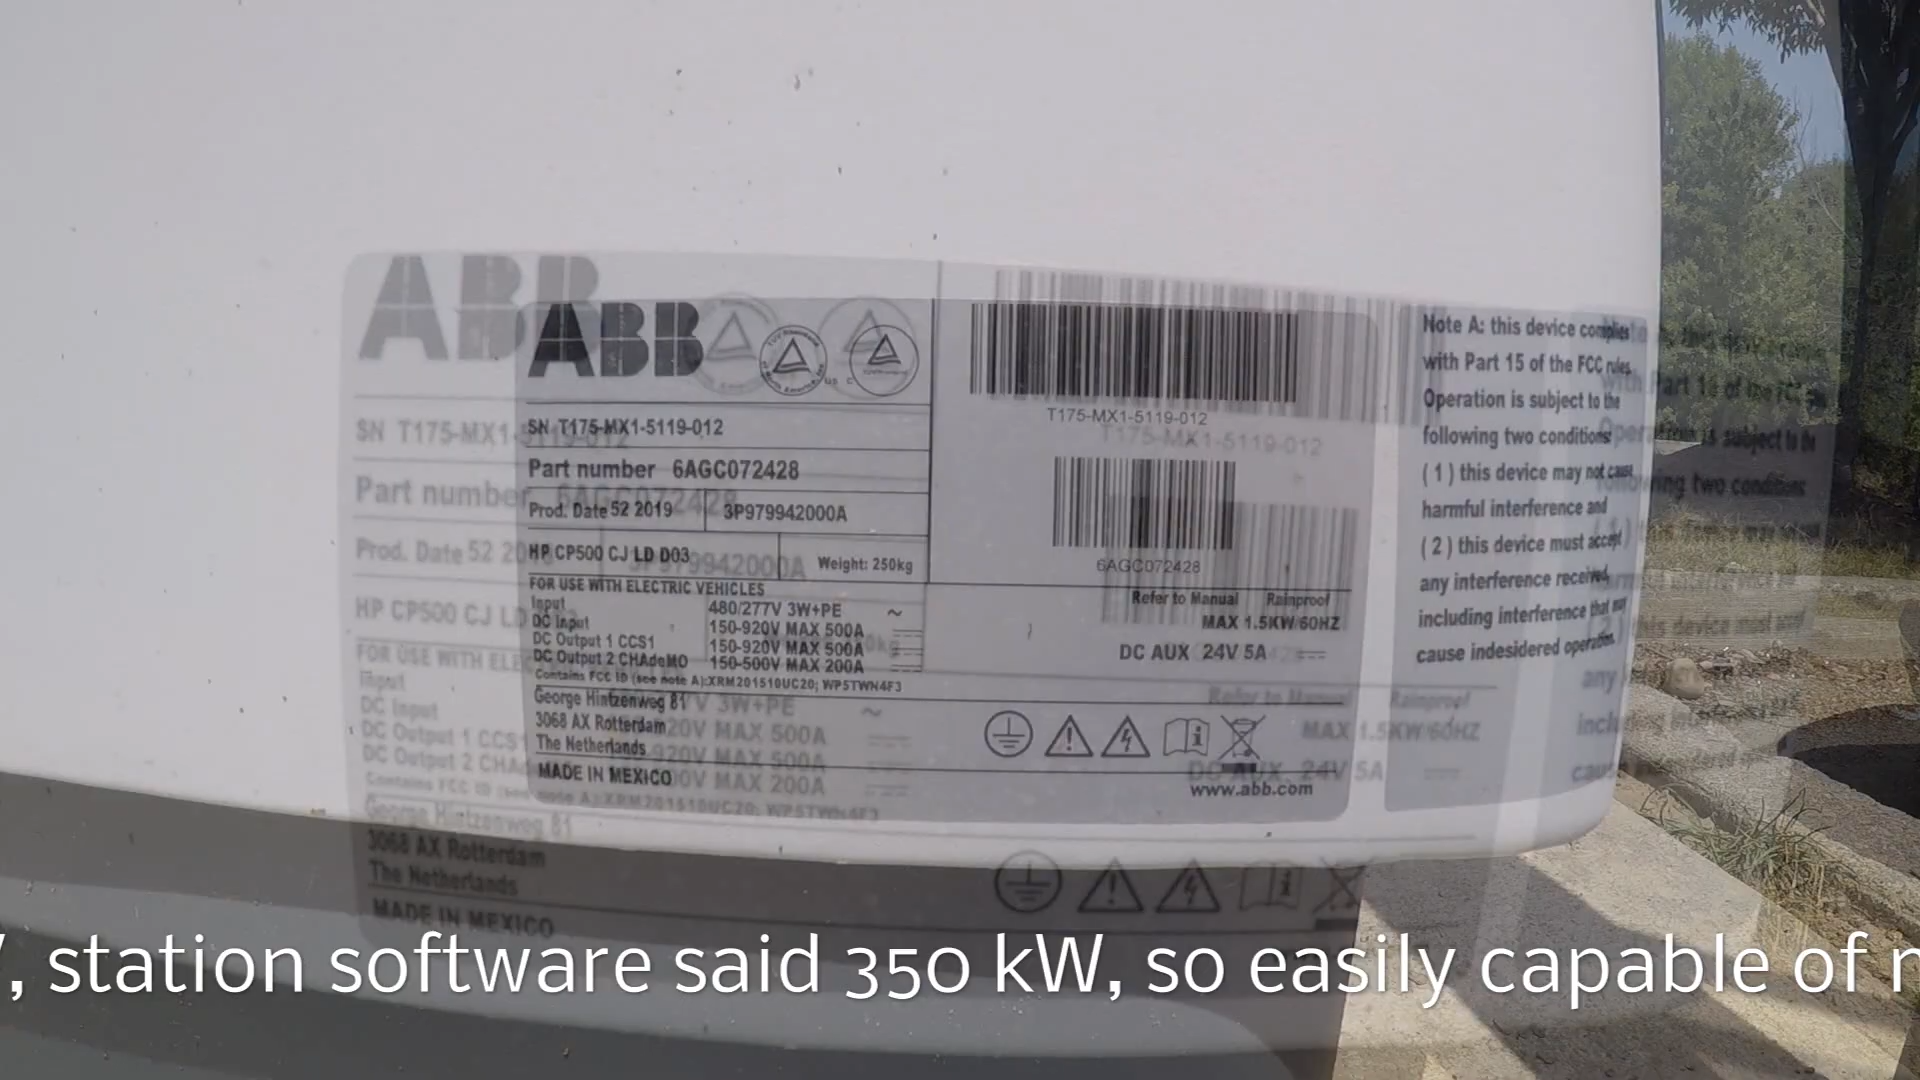 ABB
SN T175-MX1-5119-012
Part number 6AGC072428
Prod. Date 52 2019 3P979942000A
HP CP500 CJ LD D03 Weight: 250kg
FOR USE WITH ELECTRIC VEHICLES
Input 480/277V 3W+PE ~
DC Input 150-920V MAX 500A
DC Output 1 CCS1 150-920V MAX 500A
DC Output 2 CHAdeMO 150-500V MAX 200A
Contains FCC ID (see note A):XRM201510UC20; WP5TWN4F3
George Hintzenweg 81
3068 AX Rotterdam
The Netherlands
MADE IN MEXICO
T175-MX1-5119-012
6AGC072428
Refer to Manual Rainproof
MAX 1.5KW/60HZ
DC AUX 24V 5A
www.abb.com
Note A: this device complies
with Part 15 of the FCC rules.
Operation is subject to the
following two conditions:
( 1 ) this device may not cause
harmful interference and
( 2 ) this device must accept
any interference received,
including interference that may
cause indesidered operation.
, station software said 350 kW, so easily capable of